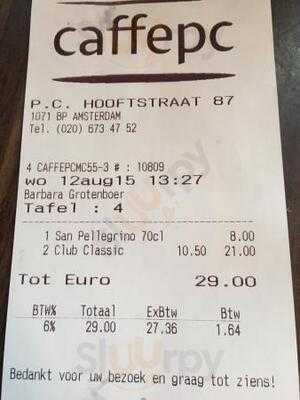 caffepc
P.C. HOOFTSTRAAT 87
1071 BP AMSTERDAM
Tel. (020) 673 47 52
4 CAFFEPCMC55-3 # : 10809
wo 12aug15 13:27
Barbara Grotenboer
Tafel : 4
1 San Pellegrino 70cl 8.00
2 Club Classic 10.50 21.00
Tot Euro 29.00
BTW% Totaal ExBtw Btw
6% 29.00 27.36 1.64
sluurpy
Bedankt voor uw bezoek en graag tot ziens!